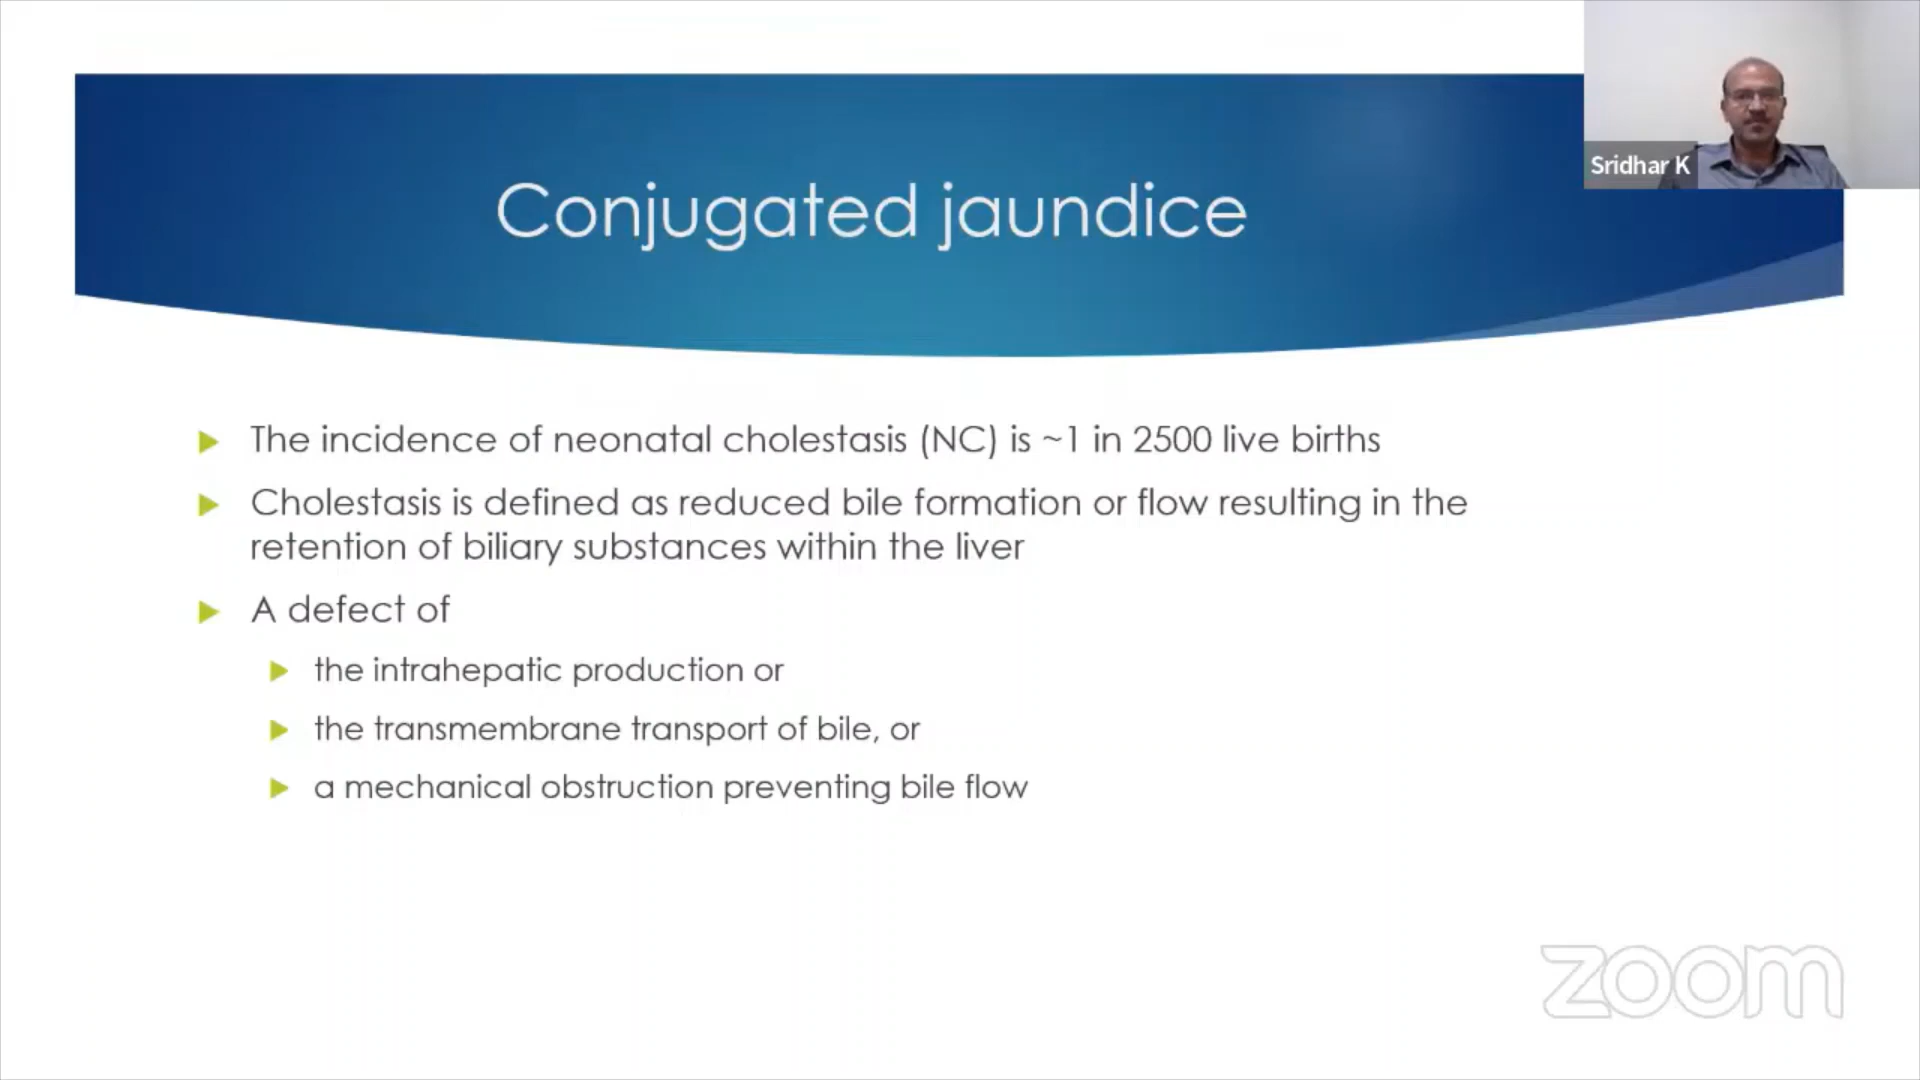 Sridhar K
Conjugated jaundice
The incidence of neonatal cholestasis (NC) is ~1 in 2500 live births
Cholestasis is defined as reduced bile formation or flow resulting in the
retention of biliary substances within the liver
A defect of
the intrahepatic production or
the transmembrane transport of bile, or
a mechanical obstruction preventing bile flow
zoom